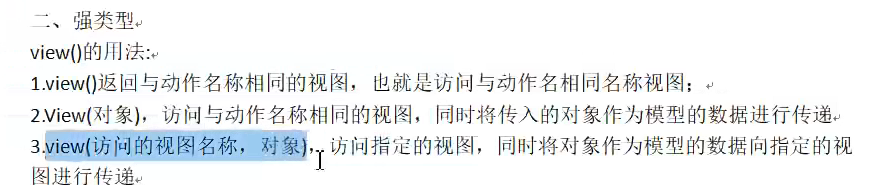 二、强类型
view()的用法:
1.view()返回与动作名称相同的视图，也就是访问与动名相同名称视图；
2.View(对象)，访问与动作名称相同的视图，同时将传入的对象作为模型的数据进行传递
3.view(访问的视图名称，对象)，访问指定的视图，同时将对象作为模型的数据向指定的视
图进行传递